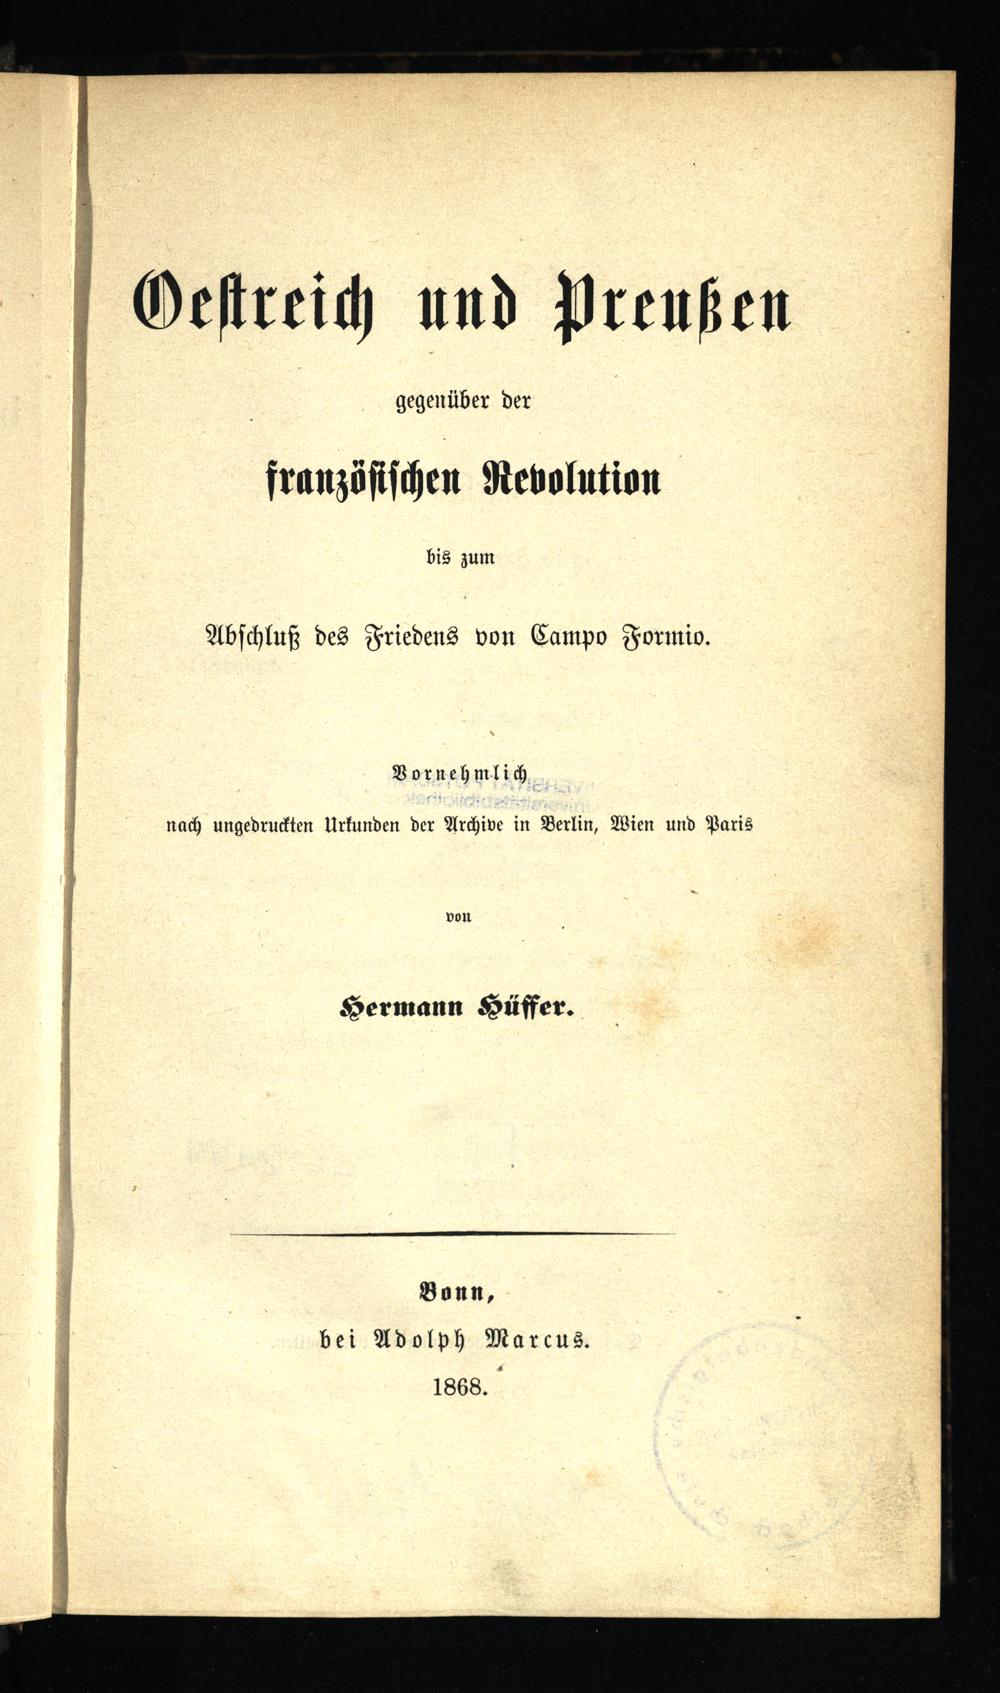 Oestreich und Preußen
gegenüber der
französischen Revolution
bis zum
Abschluß des Friedens von Campo Formio.
Vornehmlich
nach ungedruckten Urkunden der Archive in Berlin, Wien und Paris
von
Hermann Hüffer.
Bonn,
bei Adolph Marcus.
1868.